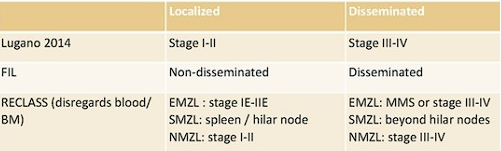 Localized Disseminated
Lugano 2014 Stage I-II Stage III-IV
FIL Non-disseminated Disseminated
RECLASS (disregards blood/ EMZL : stage IE-IIE EMZL: MMS or stage III-IV
BM) SMZL: spleen / hilar node SMZL: beyond hilar nodes
NMZL: stage I-II NMZL: stage III-IV